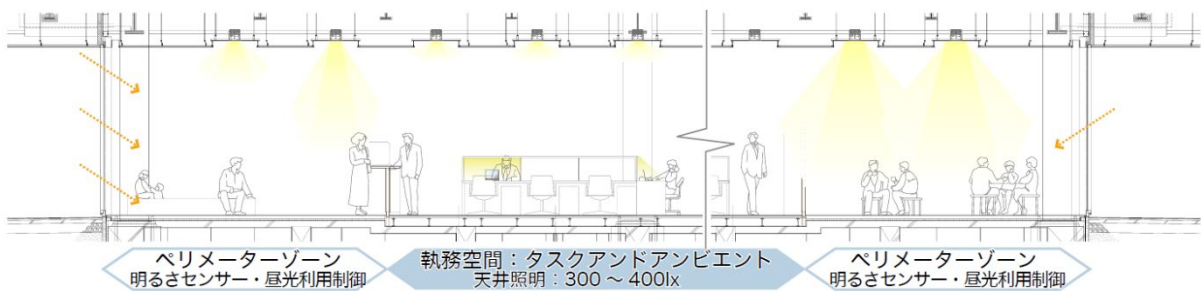 ペリメーターゾーン
明るさセンサー・昼光利用制御
執務空間：タスクアンドアンビエント
天井照明：300～400lx
ペリメーターゾーン
明るさセンサー・昼光利用制御